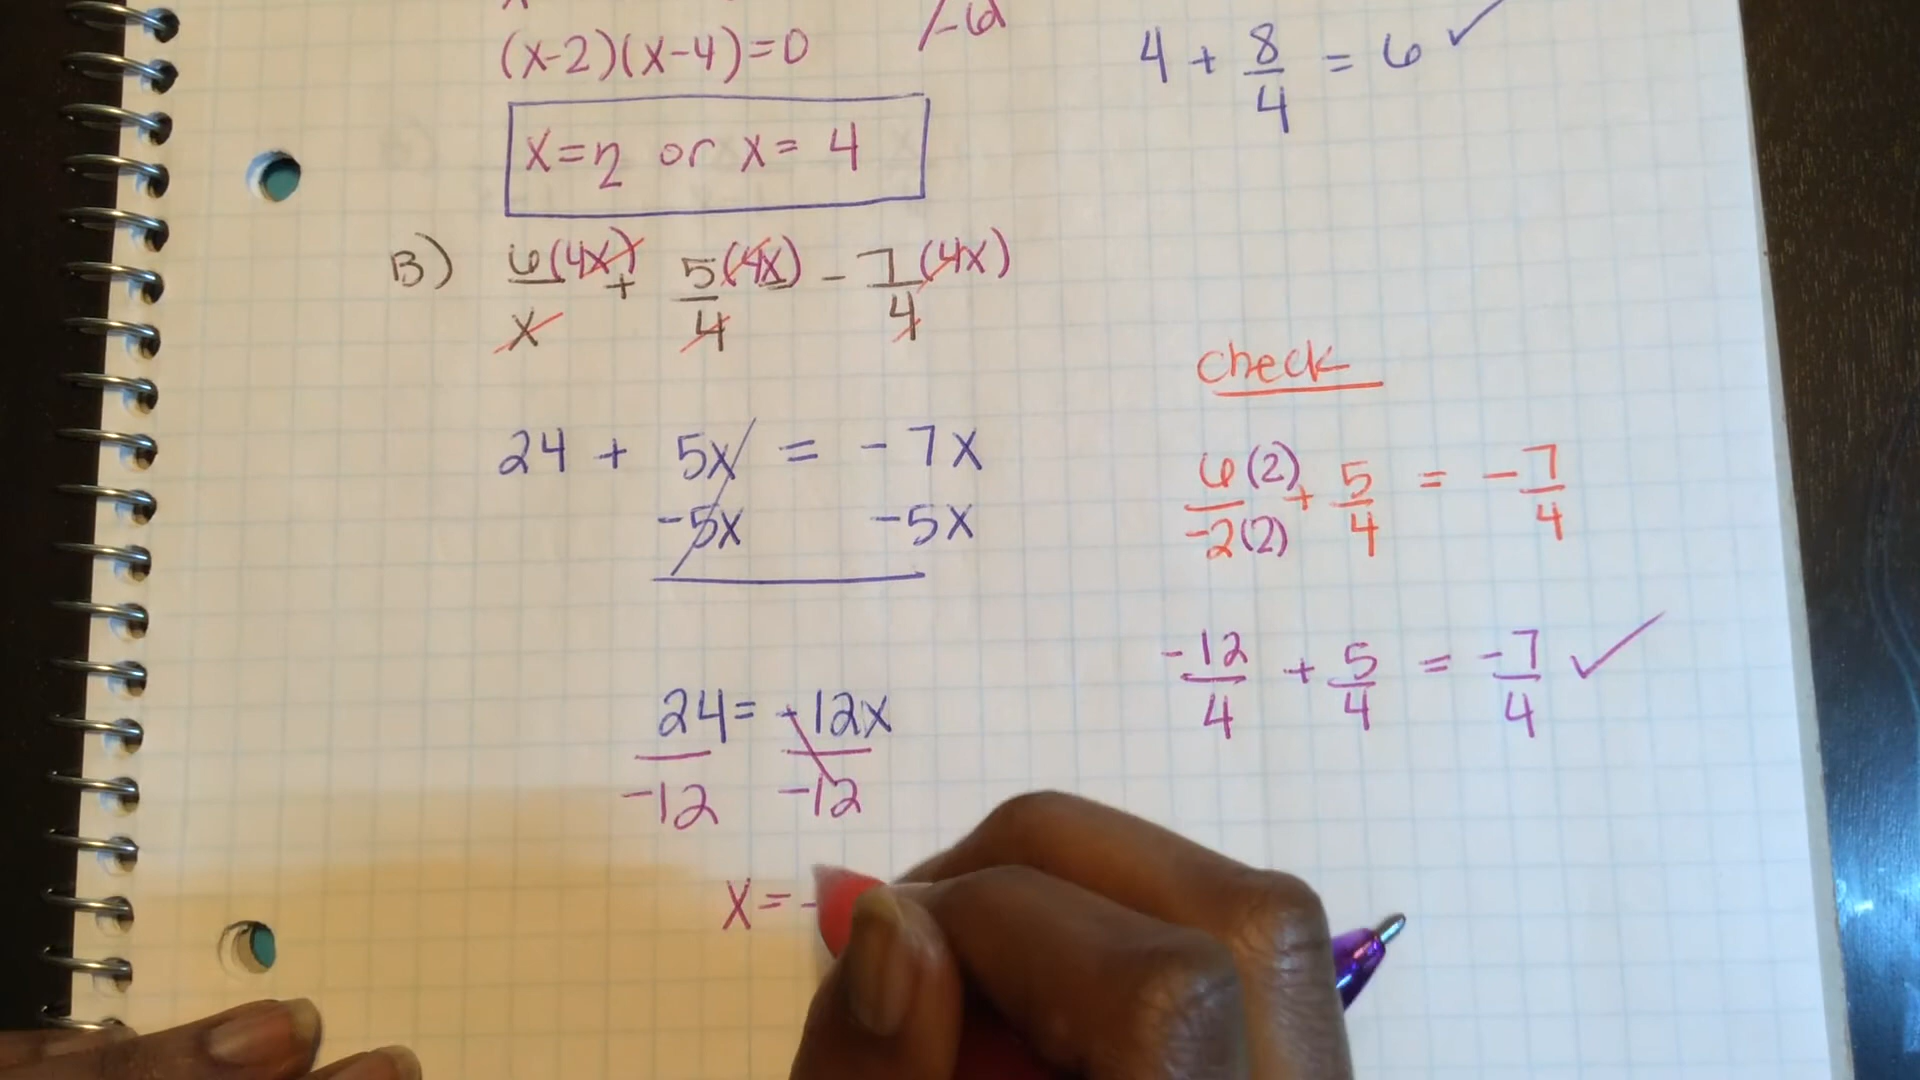 (x-2)(x-4)=0
x=2 or x= 4
4 + 8/4 = 6 ✓
B) 6(4x)/x + 5(4x)/4 - 7(4x)/4
24 + 5x = -7x
-5x -5x
24= -12x
-12 -12
x= -
check
6(2)/-2(2) + 5/4 = -7/4
-12/4 + 5/4 = -7/4 ✓